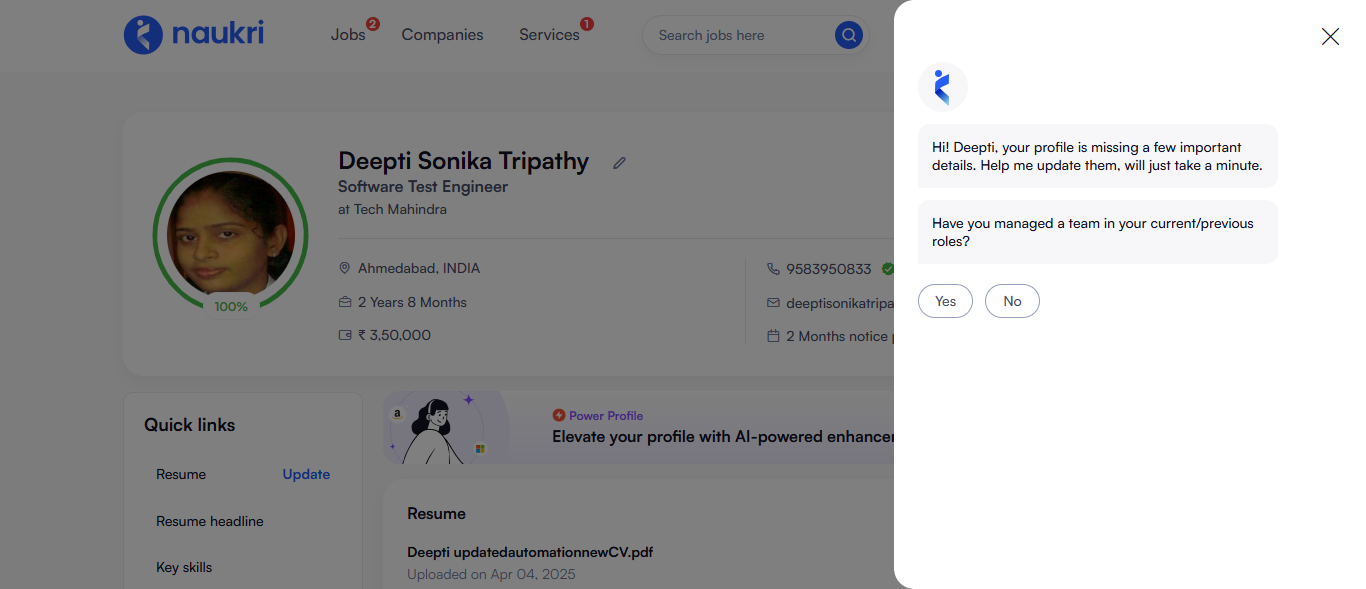 naukri
Jobs 2
Companies
Services 1
Search jobs here
Deepti Sonika Tripathy
Software Test Engineer
at Tech Mahindra
100%
Ahmedabad, INDIA
2 Years 8 Months
₹ 3,50,000
9583950833
deeptisonikatripa
2 Months notice
Quick links
Resume Update
Resume headline
Key skills
a
Power Profile
Elevate your profile with AI-powered
Resume
Deepti updatedautomationnewCV.pdf
Uploaded on Apr 04, 2025
Hi! Deepti, your profile is missing a few important
details. Help me update them, will just take a minute.
Have you managed a team in your current/previous
roles?
Yes No